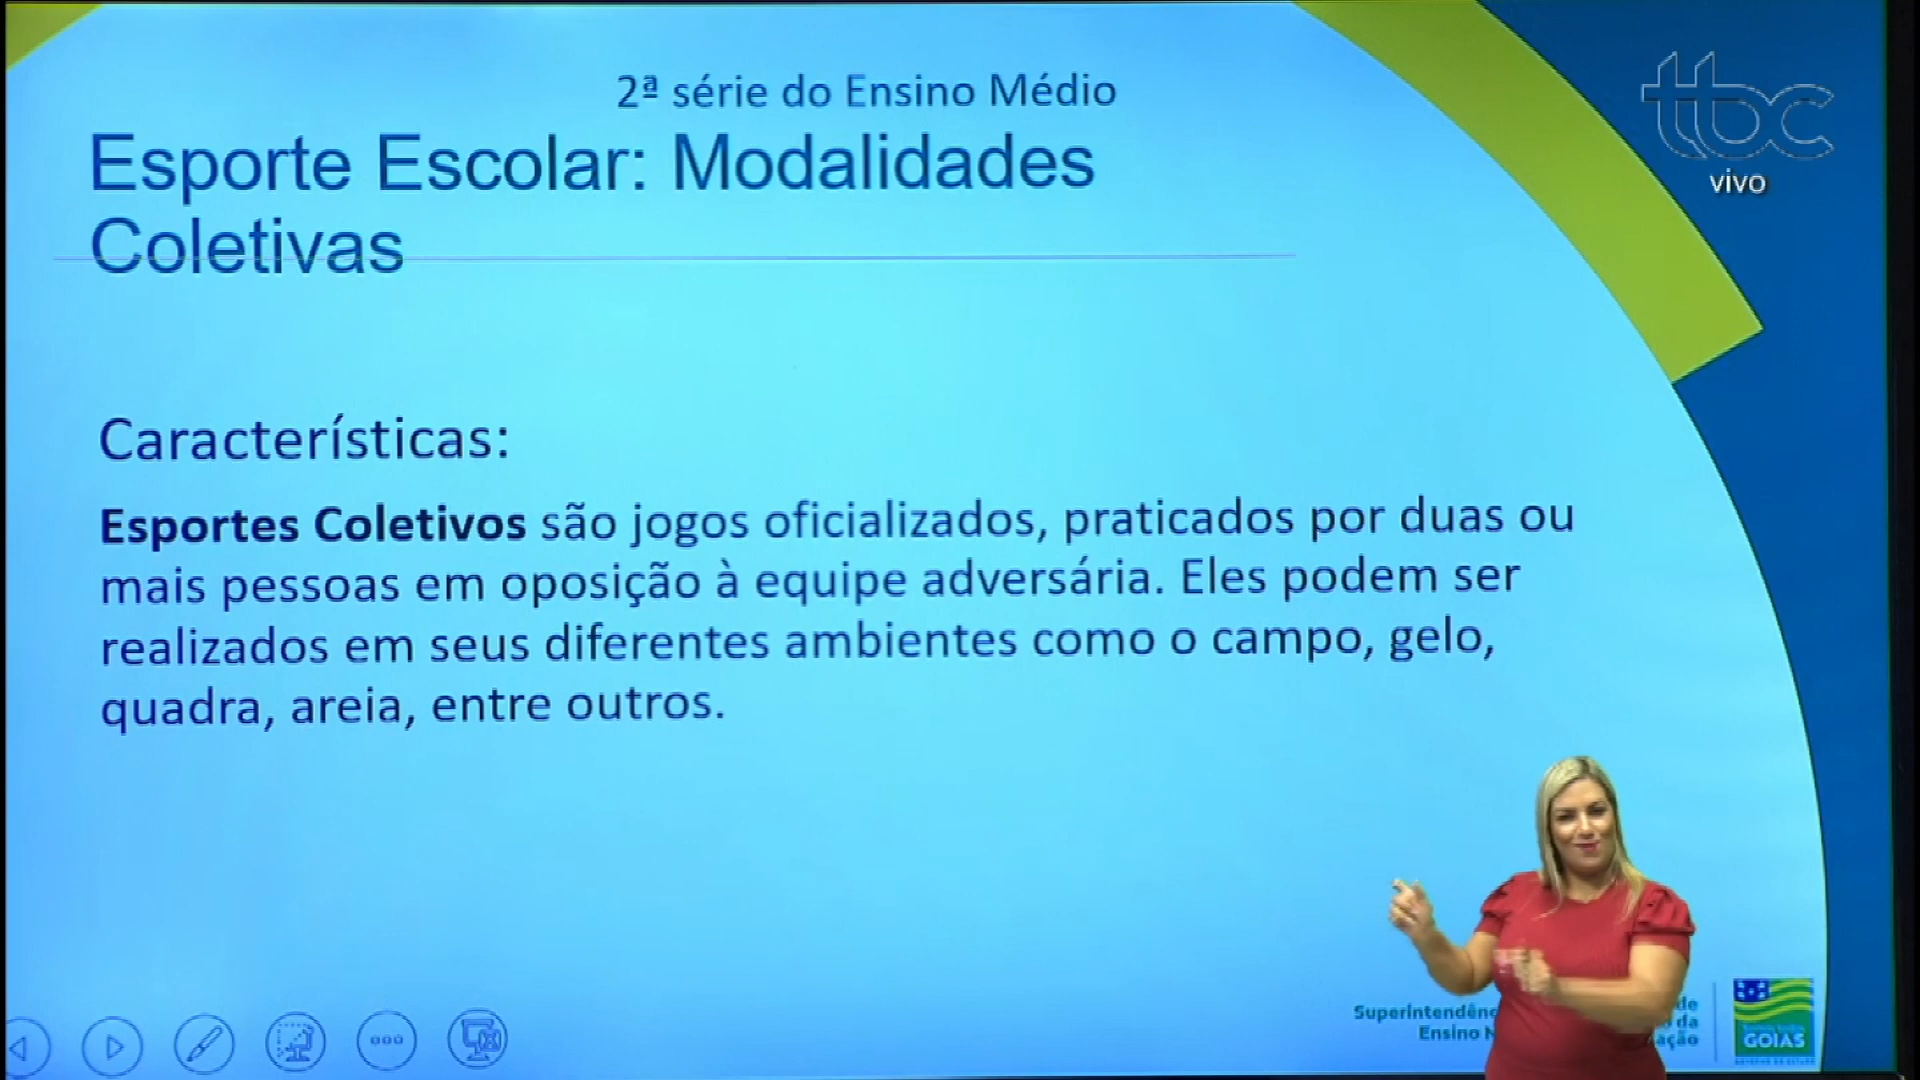 2ª série do Ensino Médio
Esporte Escolar: Modalidades
Coletivas
tbc
vivo
Características:
Esportes Coletivos são jogos oficializados, praticados por duas ou
mais pessoas em oposição à equipe adversária. Eles podem ser
realizados em seus diferentes ambientes como o campo, gelo,
quadra, areia, entre outros.
de
da
Ensino
GOIÁS